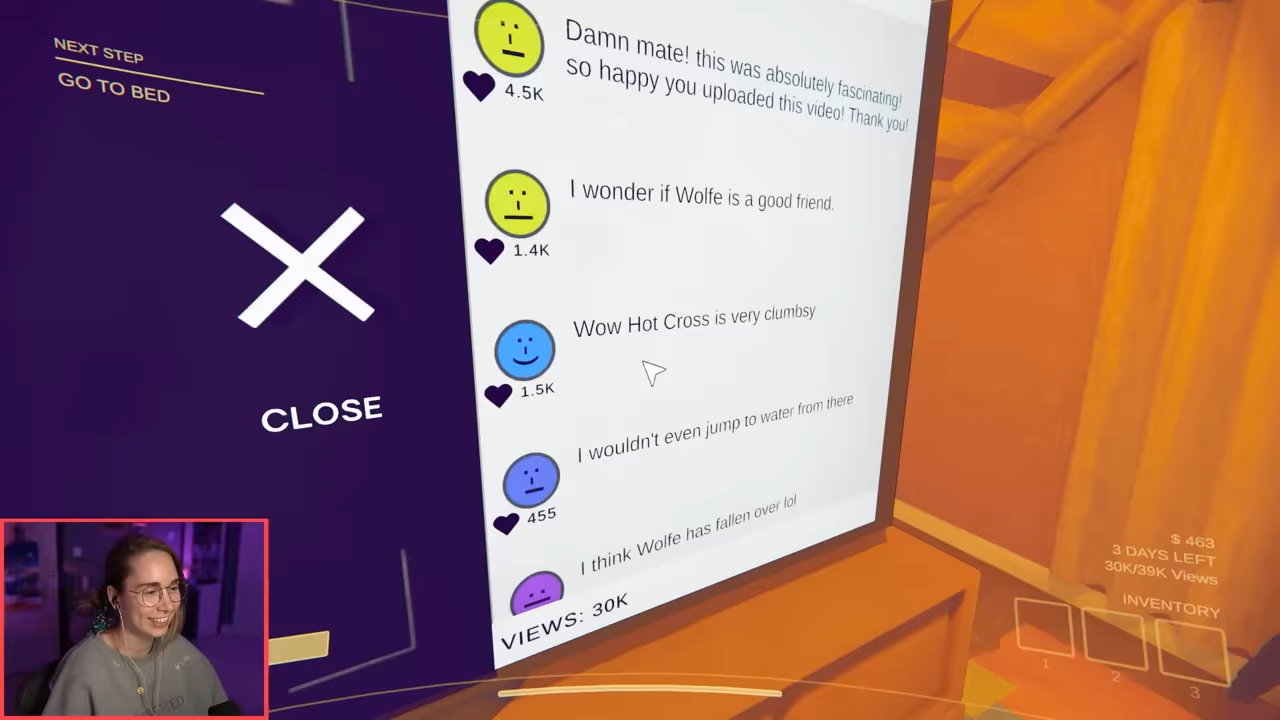 NEXT STEP
GO TO BED
CLOSE
Damn mate! this was absolutely fascinating!
so happy you uploaded this video! Thank you!
4.5K
I wonder if Wolfe is a good friend.
1.4K
Wow Hot Cross is very clumbsy
1.5K
I wouldn't even jump to water from there
455
I think Wolfe has fallen over lol
VIEWS: 30K
$ 463
3 DAYS LEFT
30K/39K Views
INVENTORY
1
2
3